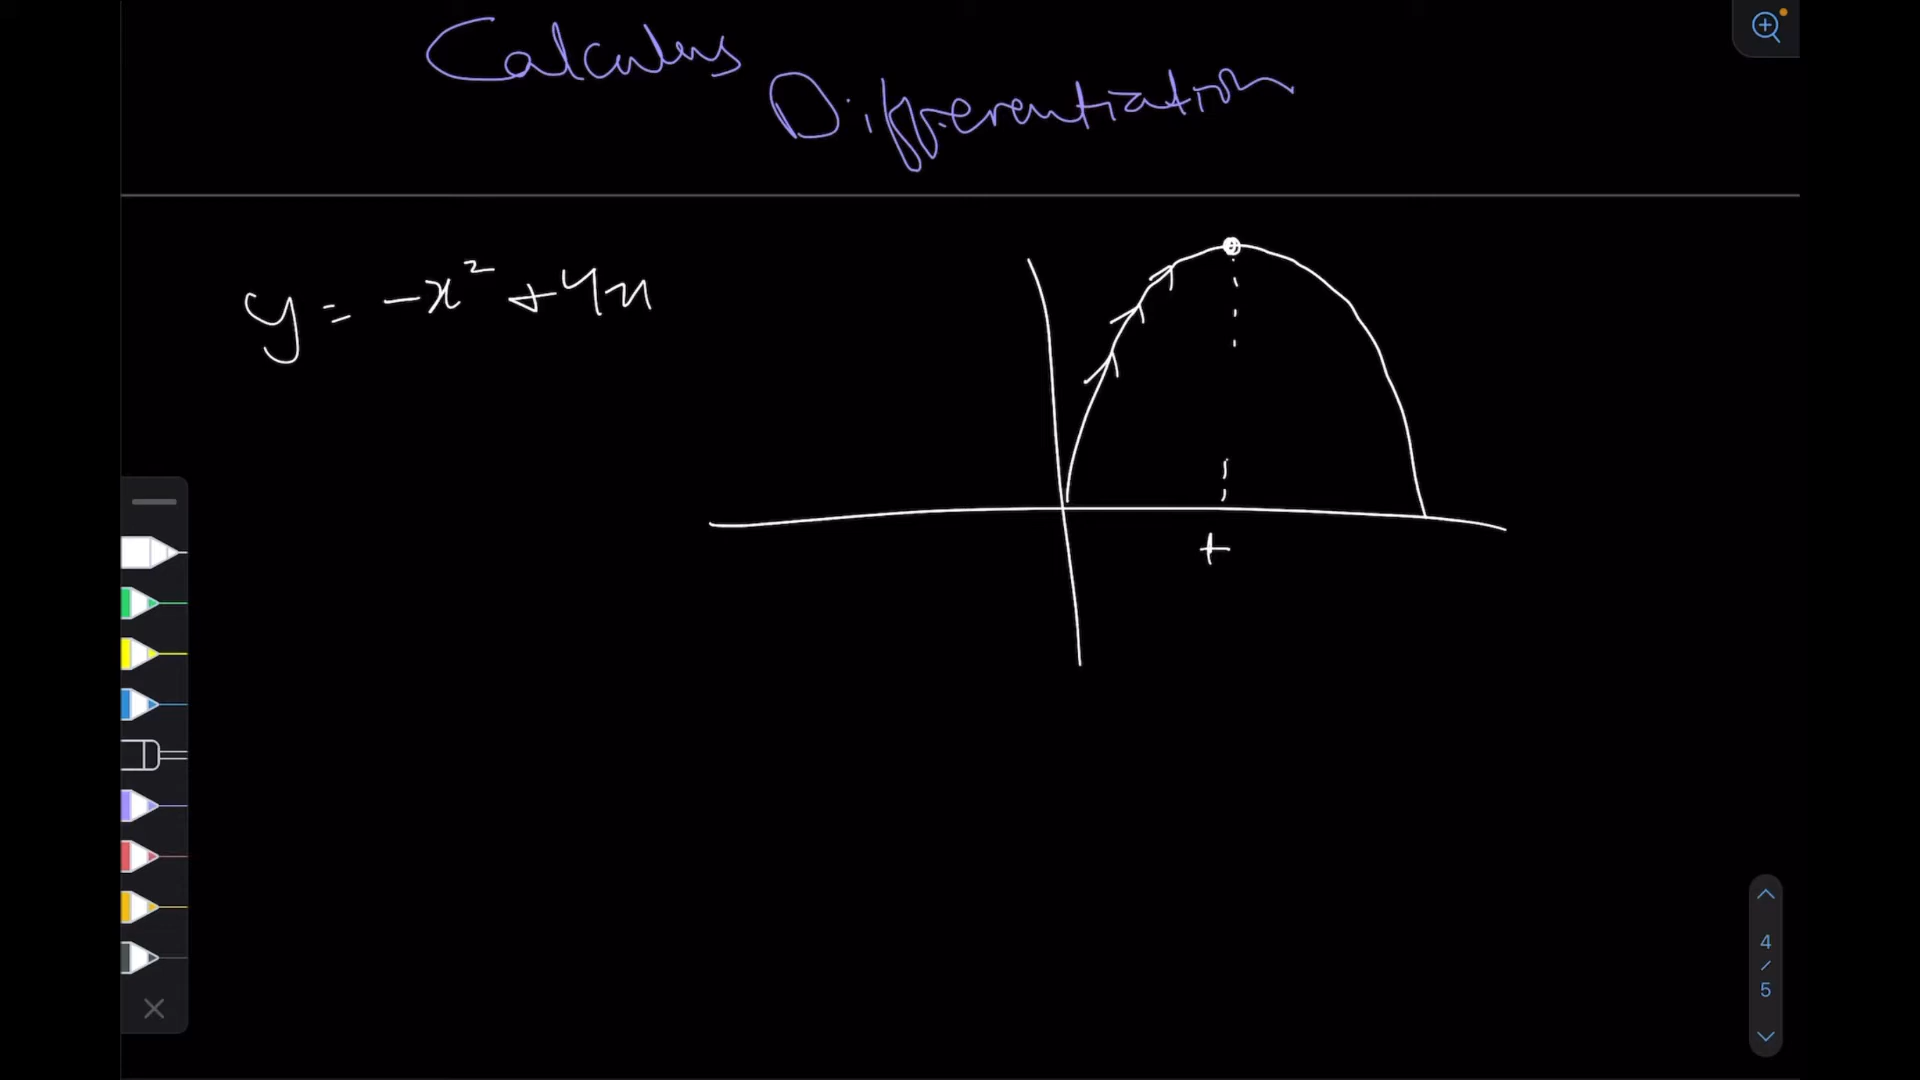 Calculus
Differentiation
y = -x² + 4x
+
4
/
5